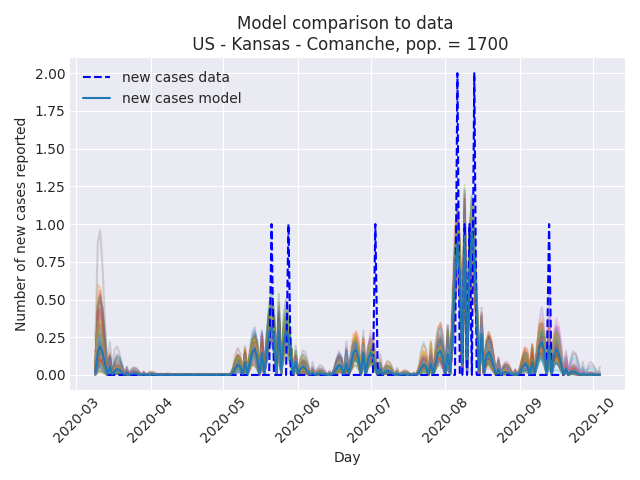 Model comparison to data
US - Kansas - Comanche, pop. = 1700
new cases data
new cases model
Number of new cases reported
2.00
1.75
1.50
1.25
1.00
0.75
0.50
0.25
0.00
2020-03
2020-04
2020-05
2020-06
2020-07
2020-08
2020-09
2020-10
Day